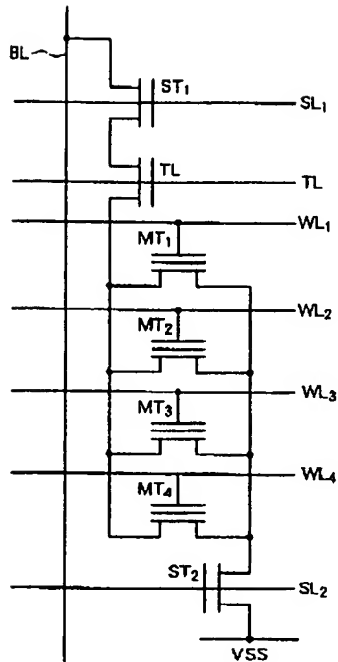 BL
ST₁
SL₁
TL
TL
WL₁
MT₁
WL₂
MT₂
WL₃
MT₃
WL₄
MT₄
ST₂
SL₂
VSS